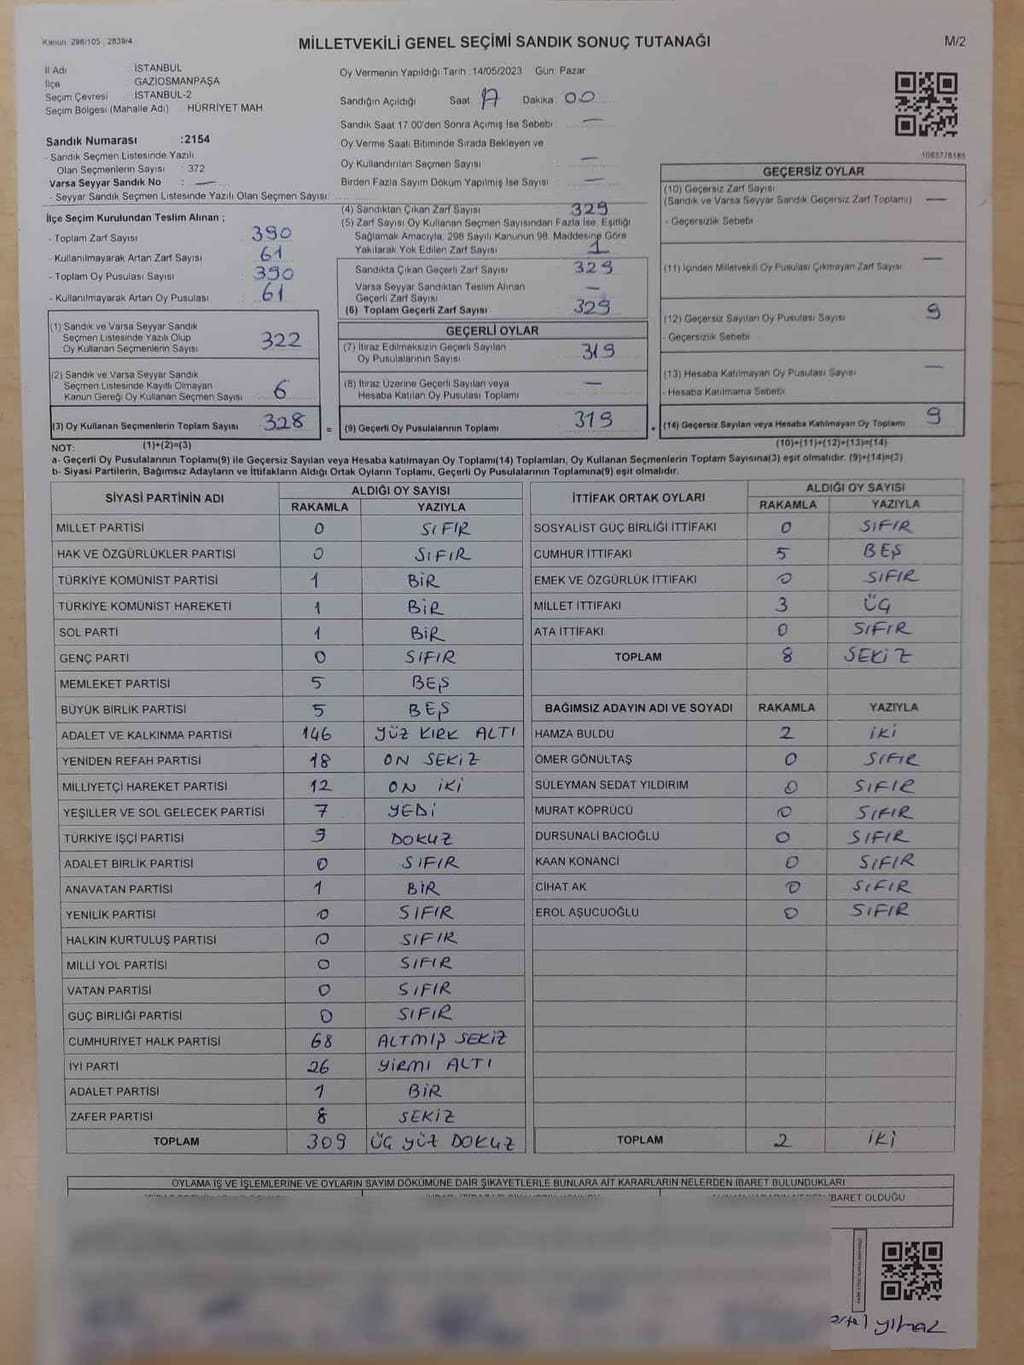 Kanun 298/105 2839/4
MİLLETVEKİLİ GENEL SEÇİMİ SANDIK SONUÇ TUTANAĞI
M/2
İl Adı İSTANBUL
İlçe GAZİOSMANPAŞA
Seçim Çevresi İSTANBUL-2
Seçim Bölgesi (Mahalle Adı) HÜRRİYET MAH
Sandık Numarası :2154
- Sandık Seçmen Listesinde Yazılı
Olan Seçmenlerin Sayısı : 372
Varsa Seyyar Sandık No : —
- Seyyar Sandık Seçmen Listesinde Yazılı Olan Seçmen Sayısı:
Oy Vermenin Yapıldığı Tarih :14/05/2023 Gün: Pazar
Sandığın Açıldığı Saat 17 Dakika 00
Sandık Saat 17:00'den Sonra Açımış İse Sebebi —
Oy Verme Saati Bitiminde Sırada Bekleyen ve
Oy Kullandırılan Seçmen Sayısı —
Birden Fazla Sayım Döküm Yapılmış İse Sayısı —
10837/8185
İlçe Seçim Kurulundan Teslim Alınan ;
- Toplam Zarf Sayısı 390
- Kullanılmayarak Artan Zarf Sayısı 61
- Toplam Oy Pusulası Sayısı 390
- Kullanılmayarak Artan Oy Pusulası 61
(1) Sandık ve Varsa Seyyar Sandık
Seçmen Listesinde Yazılı Olup
Oy Kullanan Seçmenlerin Sayısı 322
(2) Sandık ve Varsa Seyyar Sandık
Seçmen Listesinde Kayıtlı Olmayan
Kanun Gereği Oy Kullanan Seçmen Sayısı 6
(3) Oy Kullanan Seçmenlerin Toplam Sayısı 328
(1)+(2)=(3)
(4) Sandıktan Çıkan Zarf Sayısı 329
(5) Zarf Sayısı Oy Kullanan Seçmen Sayısından Fazla İse, Eşitliği
Sağlamak Amacıyla, 298 Sayılı Kanunun 98. Maddesine Göre
Yakılarak Yok Edilen Zarf Sayısı 1
Sandıkta Çıkan Geçerli Zarf Sayısı 329
Varsa Seyyar Sandıktan Teslim Alınan
Geçerli Zarf Sayısı —
(6) Toplam Geçerli Zarf Sayısı 329
GEÇERLİ OYLAR
(7) İtiraz Edilmeksizin Geçerli Sayılan
Oy Pusulalarının Sayısı 319
(8) İtiraz Üzerine Geçerli Sayılan veya
Hesaba Katılan Oy Pusulası Toplamı —
= (9) Geçerli Oy Pusulalarının Toplamı 319
GEÇERSİZ OYLAR
(10) Geçersiz Zarf Sayısı
(Sandık ve Varsa Seyyar Sandık Geçersiz Zarf Toplamı) —
- Geçersizlik Sebebi
(11) İçinden Milletvekili Oy Pusulası Çıkmayan Zarf Sayısı —
(12) Geçersiz Sayılan Oy Pusulası Sayısı 9
- Geçersizlik Sebebi
(13) Hesaba Katılmayan Oy Pusulası Sayısı —
- Hesaba Katılmama Sebebi
+ (14) Geçersiz Sayılan veya Hesaba Katılmayan Oy Toplamı 9
(10)+(11)+(12)+(13)=(14)
NOT:
a- Geçerli Oy Pusulalarının Toplamı(9) ile Geçersiz Sayılan veya Hesaba katılmayan Oy Toplamı(14) Toplamları, Oy Kullanan Seçmenlerin Toplam Sayısına(3) eşit olmalıdır. (9)+(14)=(3)
b- Siyasi Partilerin, Bağımsız Adayların ve İttifakların Aldığı Ortak Oyların Toplamı, Geçerli Oy Pusulalarının Toplamına(9) eşit olmalıdır.
SİYASİ PARTİNİN ADI ALDIĞI OY SAYISI
RAKAMLA YAZIYLA
MİLLET PARTİSİ 0 SIFIR
HAK VE ÖZGÜRLÜKLER PARTİSİ 0 SIFIR
TÜRKİYE KOMÜNİST PARTİSİ 1 BİR
TÜRKİYE KOMÜNİST HAREKETİ 1 BİR
SOL PARTİ 1 BİR
GENÇ PARTİ 0 SIFIR
MEMLEKET PARTİSİ 5 BEŞ
BÜYÜK BİRLİK PARTİSİ 5 BEŞ
ADALET VE KALKINMA PARTİSİ 146 YÜZ KIRK ALTI
YENİDEN REFAH PARTİSİ 18 ON SEKİZ
MİLLİYETÇİ HAREKET PARTİSİ 12 ON İKİ
YEŞİLLER VE SOL GELECEK PARTİSİ 7 YEDİ
TÜRKİYE İŞÇİ PARTİSİ 9 DOKUZ
ADALET BİRLİK PARTİSİ 0 SIFIR
ANAVATAN PARTİSİ 1 BİR
YENİLİK PARTİSİ 0 SIFIR
HALKIN KURTULUŞ PARTİSİ 0 SIFIR
MİLLİ YOL PARTİSİ 0 SIFIR
VATAN PARTİSİ 0 SIFIR
GÜÇ BİRLİĞİ PARTİSİ 0 SIFIR
CUMHURİYET HALK PARTİSİ 68 ALTMIŞ SEKİZ
İYİ PARTİ 26 YİRMİ ALTI
ADALET PARTİSİ 1 BİR
ZAFER PARTİSİ 8 SEKİZ
TOPLAM 309 ÜÇ YÜZ DOKUZ
İTTİFAK ORTAK OYLARI ALDIĞI OY SAYISI
RAKAMLA YAZIYLA
SOSYALİST GÜÇ BİRLİĞİ İTTİFAKI 0 SIFIR
CUMHUR İTTİFAKI 5 BEŞ
EMEK VE ÖZGÜRLÜK İTTİFAKI 0 SIFIR
MİLLET İTTİFAKI 3 ÜÇ
ATA İTTİFAKI 0 SIFIR
TOPLAM 8 SEKİZ
BAĞIMSIZ ADAYIN ADI VE SOYADI RAKAMLA YAZIYLA
HAMZA BULDU 2 İKİ
ÖMER GÖNÜLTAŞ 0 SIFIR
SÜLEYMAN SEDAT YILDIRIM 0 SIFIR
MURAT KÖPRÜCÜ 0 SIFIR
DURSUNALİ BACIOĞLU 0 SIFIR
KAAN KONANCİ 0 SIFIR
CİHAT AK 0 SIFIR
EROL AŞUCUOĞLU 0 SIFIR
TOPLAM 2 İKİ
OYLAMA İŞ VE İŞLEMLERİNE VE OYLARIN SAYIM DÖKÜMÜNE DAİR ŞİKAYETLERLE BUNLARA AİT KARARLARIN NELERDEN İBARET BULUNDUKLARI
İBARET OLDUĞU